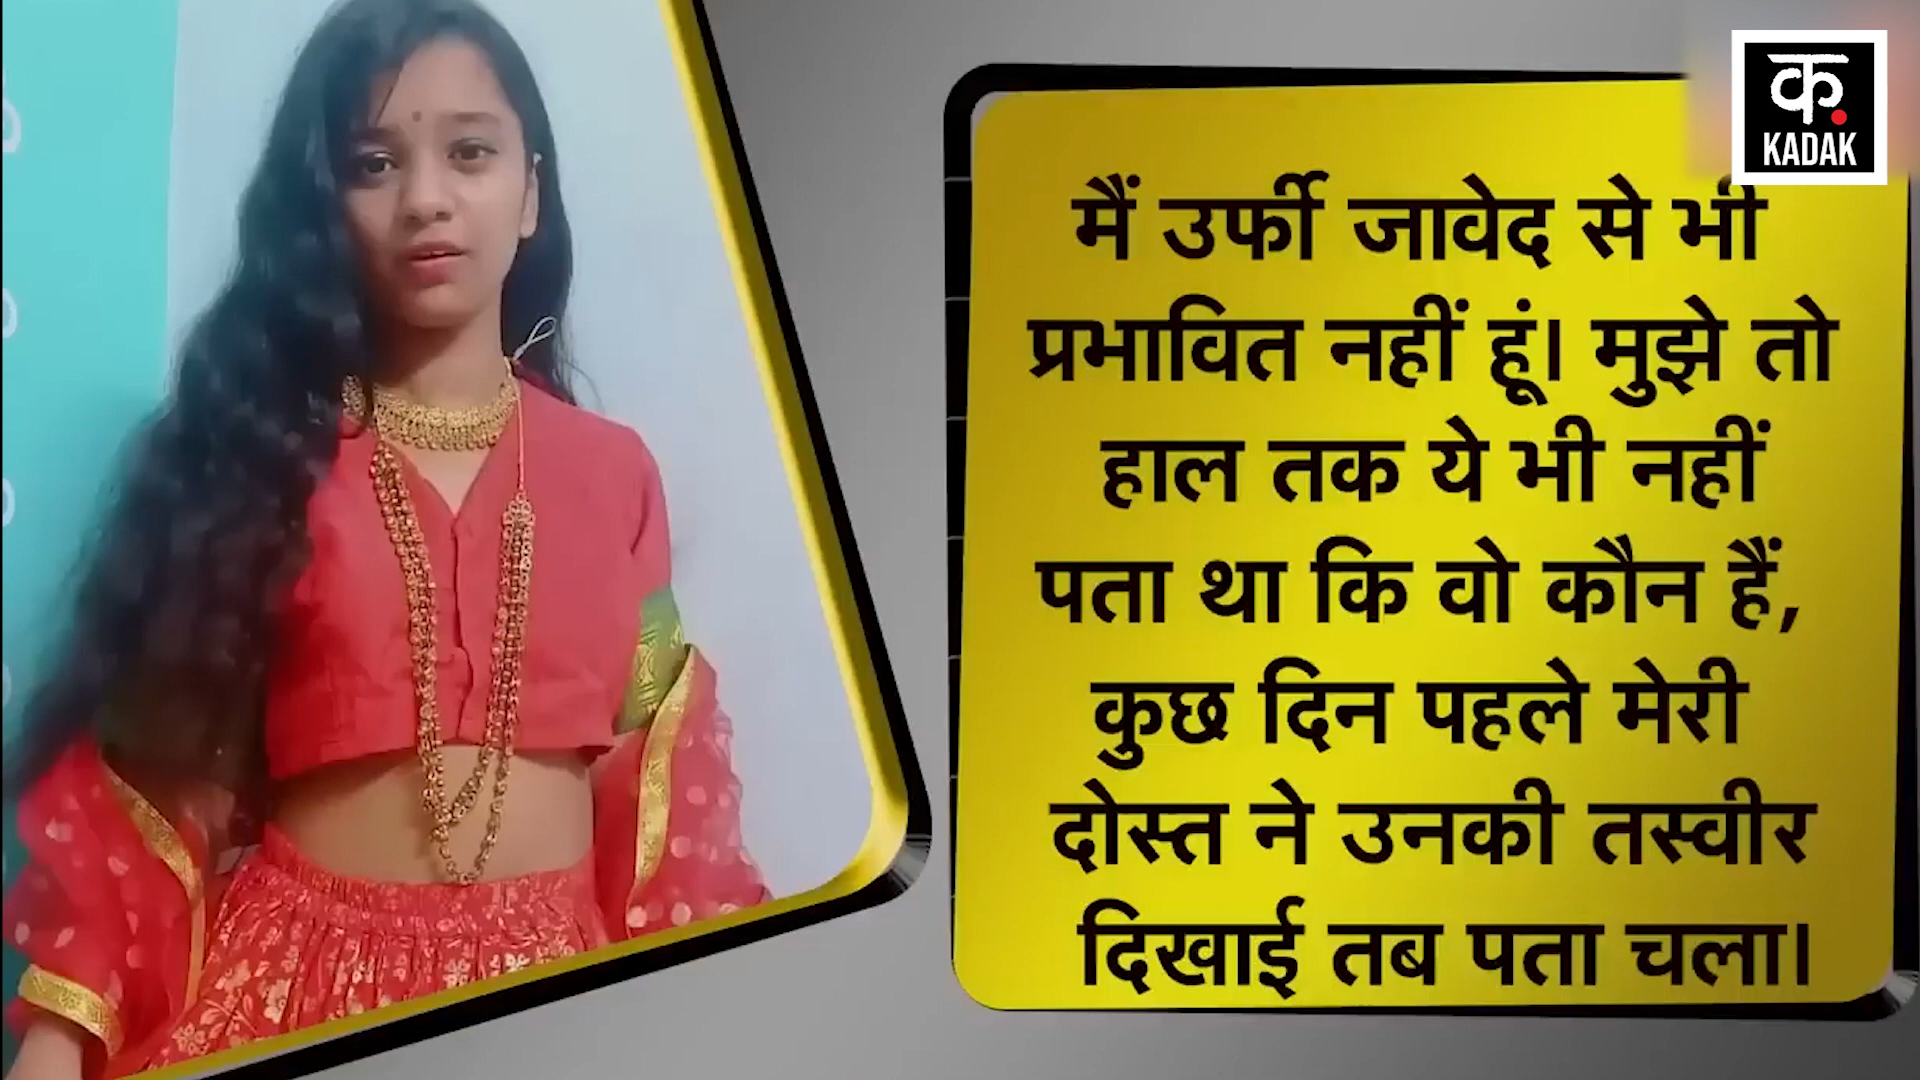 क
KADAK
मैं उर्फी जावेद से भी
प्रभावित नहीं हूं। मुझे तो
हाल तक ये भी नहीं
पता था कि वो कौन हैं,
कुछ दिन पहले मेरी
दोस्त ने उनकी तस्वीर
दिखाई तब पता चला।